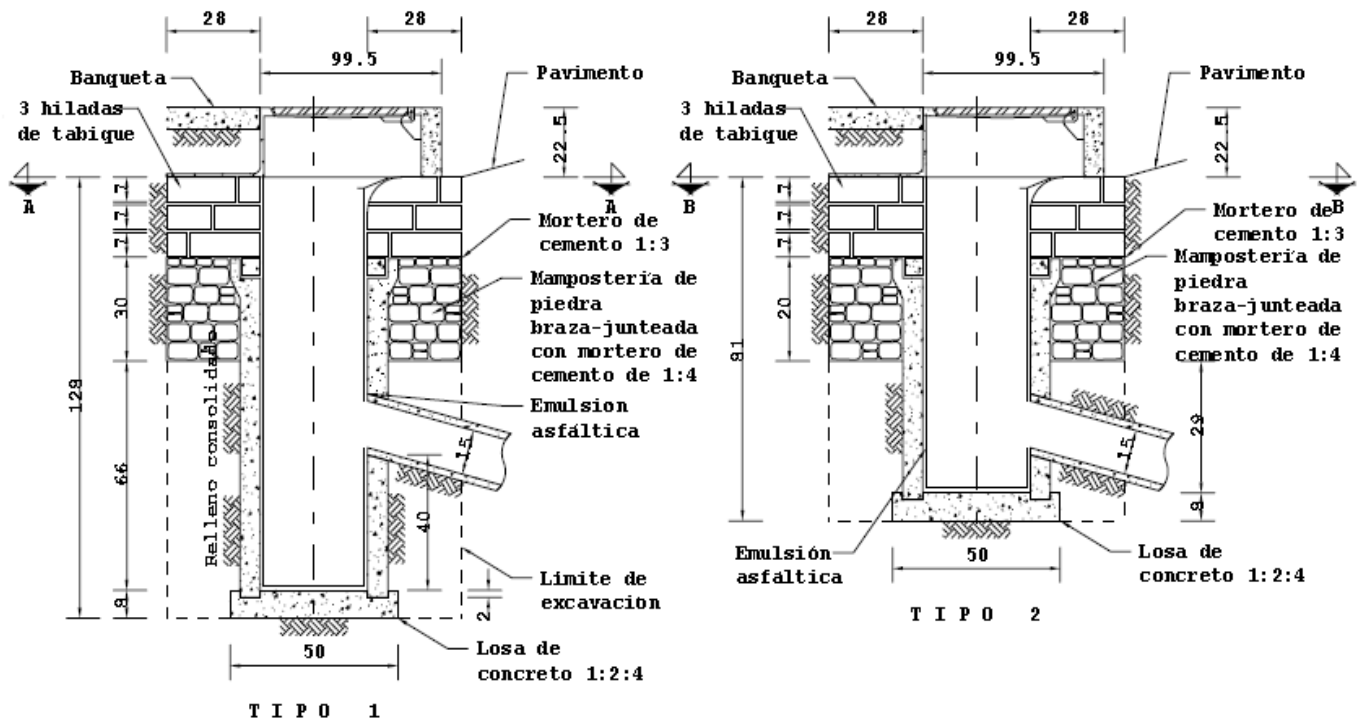 28
28
99.5
Banqueta
Pavimento
3 hiladas
de tabique
22.5
A
A
7
7
7
Mortero de
cemento 1:3
Mampostería de
piedra
braza-junteada
con mortero de
cemento de 1:4
30
129
Relleno consolidado
Emulsion
asfáltica
15
66
40
Limite de
excavación
2
50
Losa de
concreto 1:2:4
T I P O 1
28
28
99.5
Banqueta
Pavimento
3 hiladas
de tabique
22.5
B
B
7
7
7
Mortero de
cemento 1:3
Mampostería de
piedra
braza-junteada
con mortero de
cemento de 1:4
20
15
29
Emulsión
asfáltica
50
Losa de
concreto 1:2:4
T I P O 2